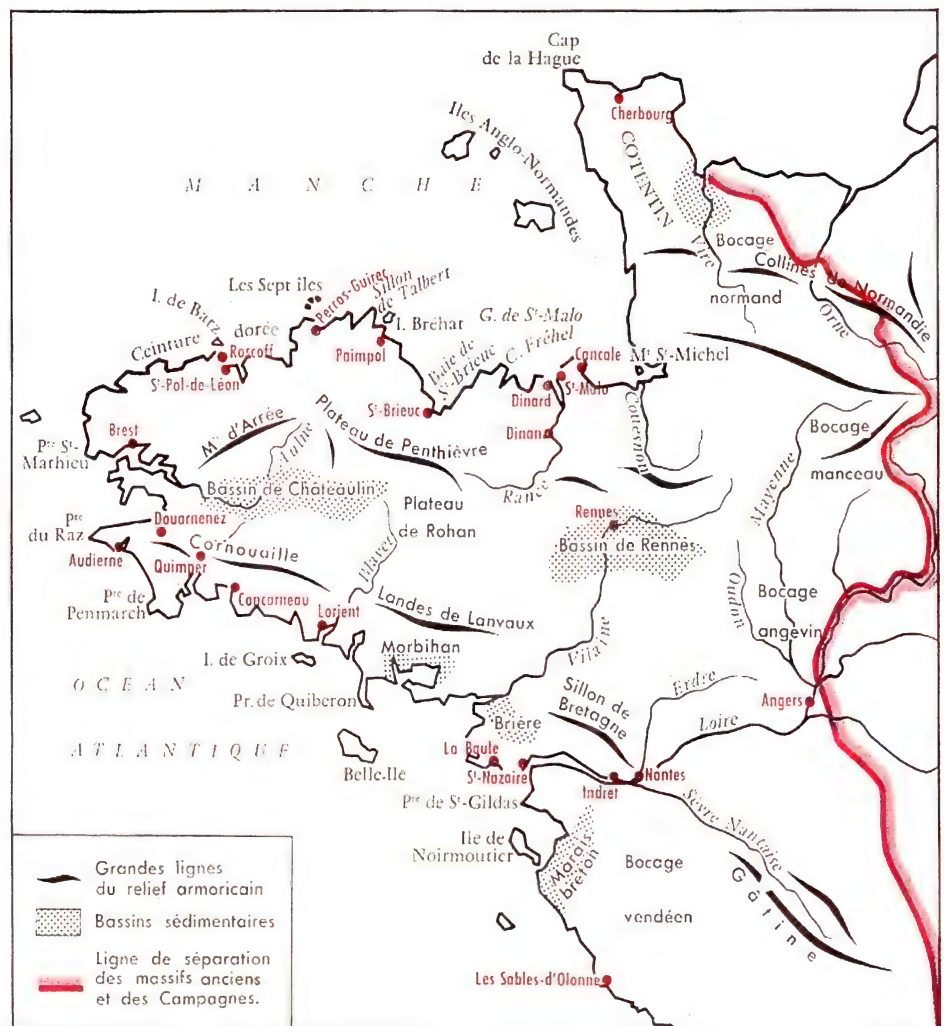 Cap
de la Hague
Cherbourg
Iles Anglo-Normandes
COTENTIN
MANCHE
Vire
Bocage
normand
Collines de Normandie
Orne
Les Sept îles
Perros-Guirec
Sillon
de Talbert
I. de Batz
Ceinture dorée
I. Bréhat
G. de St-Malo
Roscoff
St-Pol-de-Léon
Paimpol
Baie de
St-Brieuc
C. Fréhel
Cancale
Mt St-Michel
St-Malo
Dinard
St-Brieuc
Dinan
Couesnon
Brest
Pte St-
Mathieu
Mts d'Arrée
Aulne
Plateau de Penthièvre
Rance
Bocage
manceau
Mayenne
Bassin de Châteaulin
Plateau
de Rohan
Rennes
Bassin de Rennes
Pte
du Raz
Douarnenez
Audierne
Quimper
Cornouaille
Blavet
Pte de
Penmarch
Concarneau
Lorient
Landes de Lanvaux
Oudon
Bocage
angevin
Vilaine
Morbihan
I. de Groix
Pr. de Quiberon
OCEAN
ATLANTIQUE
Belle-Ile
Brière
Sillon de
Bretagne
Erdre
Loire
Angers
La Baule
St-Nazaire
Indret
Nantes
Pte de St-Gildas
Sèvre Nantaise
Ile de
Noirmoutier
Marais
breton
Bocage
vendéen
Gâtine
Les Sables-d'Olonne
Grandes lignes
du relief armoricain
Bassins sédimentaires
Ligne de séparation
des massifs anciens
et des Campagnes.